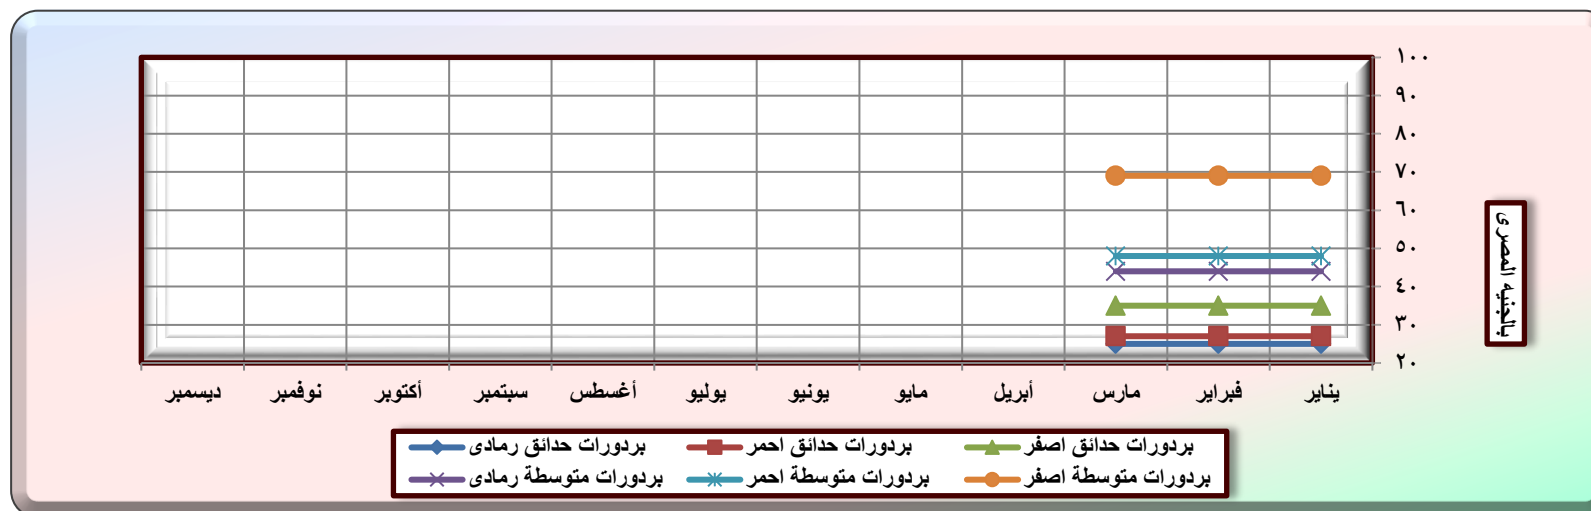 ١٠٠
٩٠
٨٠
٧٠
٦٠
٥٠
٤٠
٣٠
٢٠
بالجنيه المصرى
يناير فبراير مارس أبريل مايو يونيو يوليو أغسطس سبتمبر أكتوبر نوفمبر ديسمبر
بردورات حدائق اصفر بردورات حدائق احمر بردورات حدائق رمادى
بردورات متوسطة اصفر بردورات متوسطة احمر بردورات متوسطة رمادى